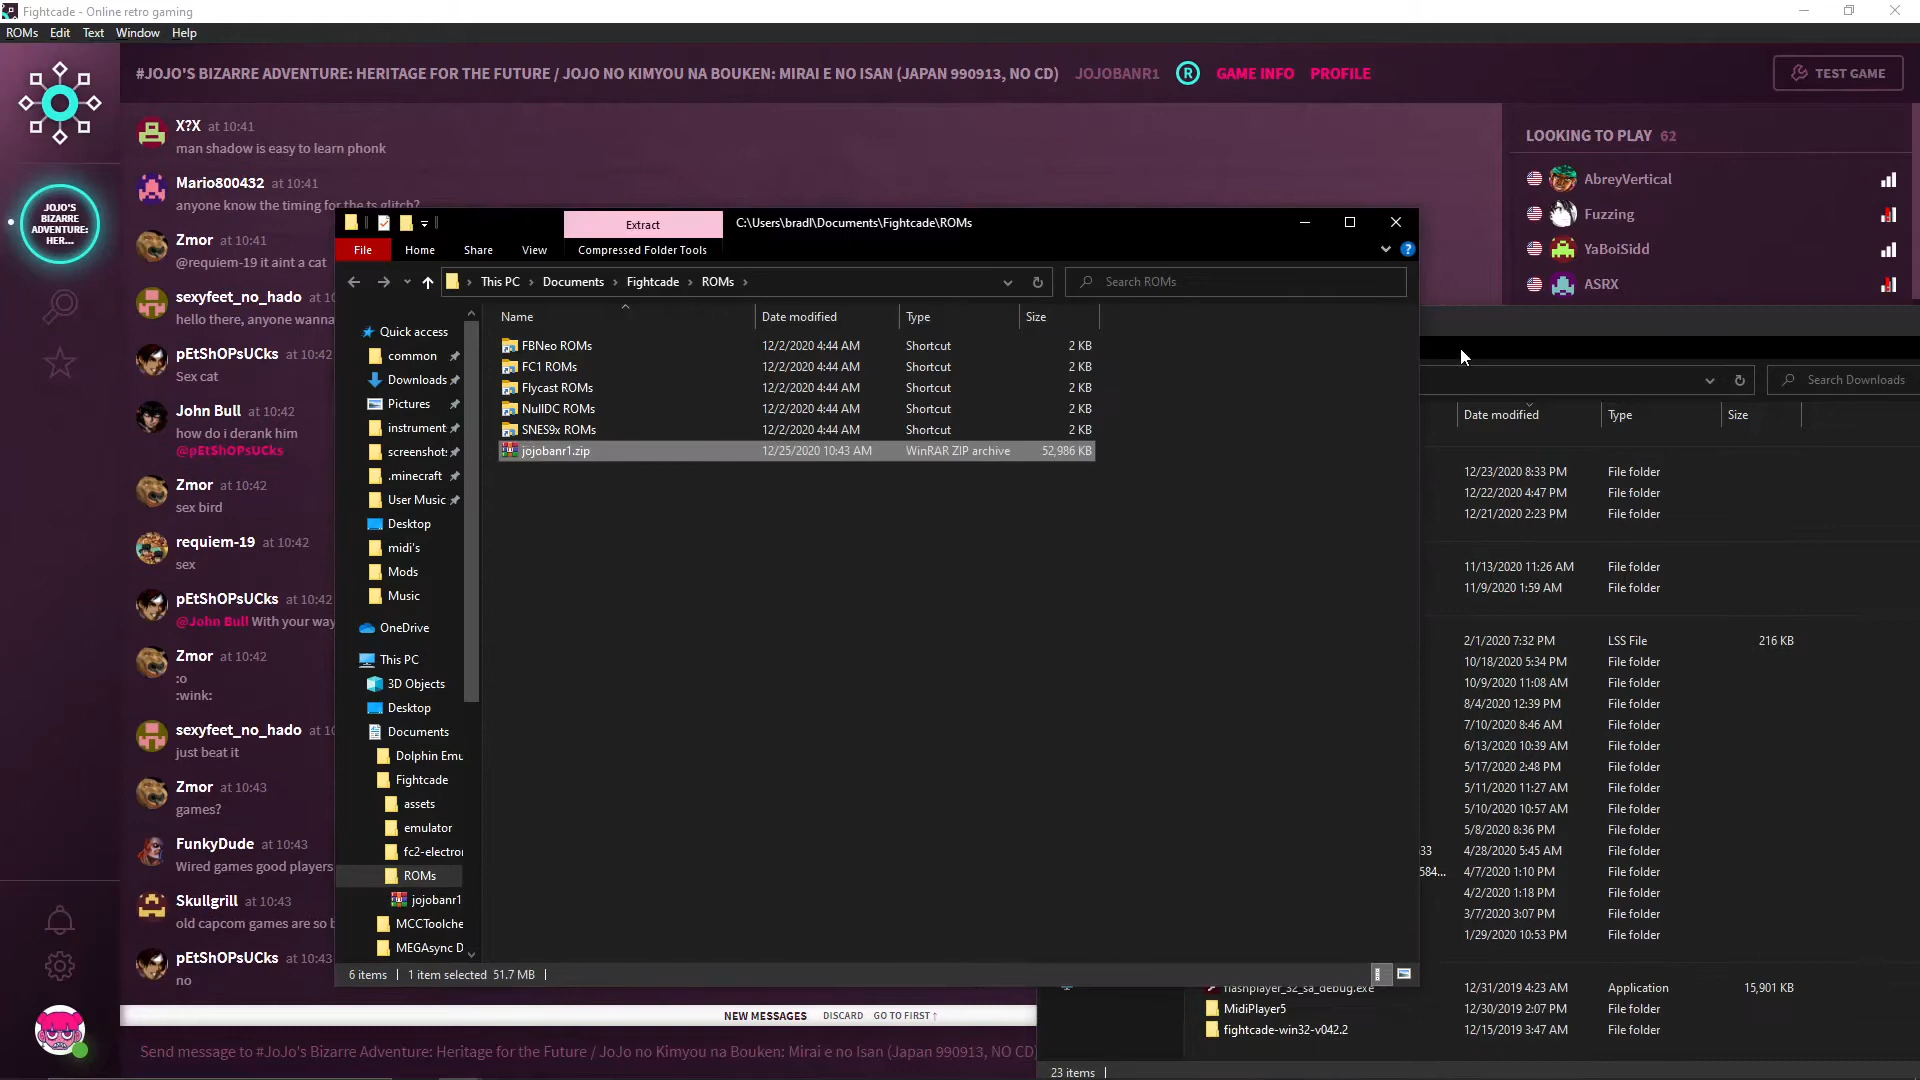 Fightcade - Online retro gaming
ROMs Edit Text Window Help
#JOJO'S BIZARRE ADVENTURE: HERITAGE FOR THE FUTURE / JOJO NO KIMYOU NA BOUKEN: MIRAI E NO ISAN (JAPAN 990913, NO CD) JOJOBANR1 R GAME INFO PROFILE
TEST GAME
JOJO'S
BIZARRE
ADVENTURE:
HER...
X?X at 10:41
man shadow is easy to learn phonk
Mario800432 at 10:41
anyone know the timing for the ts glitch?
Zmor at 10:41
@requiem-19 it aint a cat
sexyfeet_no_hado at 10
hello there, anyone wanna
pEtShOPsUCks at 10:42
Sex cat
John Bull at 10:42
how do i derank him
@pEtShOPsUCks
Zmor at 10:42
sex bird
requiem-19 at 10:42
sex
pEtShOPsUCks at 10:42
@John Bull With your way
Zmor at 10:42
:o
:wink:
sexyfeet_no_hado at 10
just beat it
Zmor at 10:43
games?
FunkyDude at 10:43
Wired games good players
Skullgrill at 10:43
old capcom games are so b
pEtShOPsUCks at 10:43
no
NEW MESSAGES DISCARD GO TO FIRST ↑
Send message to #JoJo's Bizarre Adventure: Heritage for the Future / JoJo no Kimyou na Bouken: Mirai e no Isan (Japan 990913, NO CD)
LOOKING TO PLAY 62
AbreyVertical
Fuzzing
YaBoiSidd
ASRX
Extract
C:\Users\bradl\Documents\Fightcade\ROMs
File Home Share View Compressed Folder Tools
This PC › Documents › Fightcade › ROMs ›
Search ROMs
Quick access
common
Downloads
Pictures
instrument
screenshot:
.minecraft
User Music
Desktop
midi's
Mods
Music
OneDrive
This PC
3D Objects
Desktop
Documents
Dolphin Emu
Fightcade
assets
emulator
fc2-electror
ROMs
jojobanr1
MCCToolche
MEGAsync D
Name Date modified Type Size
FBNeo ROMs 12/2/2020 4:44 AM Shortcut 2 KB
FC1 ROMs 12/2/2020 4:44 AM Shortcut 2 KB
Flycast ROMs 12/2/2020 4:44 AM Shortcut 2 KB
NullDC ROMs 12/2/2020 4:44 AM Shortcut 2 KB
SNES9x ROMs 12/2/2020 4:44 AM Shortcut 2 KB
jojobanr1.zip 12/25/2020 10:43 AM WinRAR ZIP archive 52,986 KB
6 items 1 item selected 51.7 MB
Search Downloads
Date modified Type Size
12/23/2020 8:33 PM File folder
12/22/2020 4:47 PM File folder
12/21/2020 2:23 PM File folder
11/13/2020 11:26 AM File folder
11/9/2020 1:59 AM File folder
2/1/2020 7:32 PM LSS File 216 KB
10/18/2020 5:34 PM File folder
10/9/2020 11:08 AM File folder
8/4/2020 12:39 PM File folder
7/10/2020 8:46 AM File folder
6/13/2020 10:39 AM File folder
5/17/2020 2:48 PM File folder
5/11/2020 11:27 AM File folder
5/10/2020 10:57 AM File folder
5/8/2020 8:36 PM File folder
33 4/28/2020 5:45 AM File folder
584... 4/7/2020 1:10 PM File folder
4/2/2020 1:18 PM File folder
3/7/2020 3:07 PM File folder
1/29/2020 10:53 PM File folder
flashplayer_32_sa_debug.exe 12/31/2019 4:23 AM Application 15,901 KB
MidiPlayer5 12/30/2019 2:07 PM File folder
fightcade-win32-v042.2 12/15/2019 3:47 AM File folder
23 items